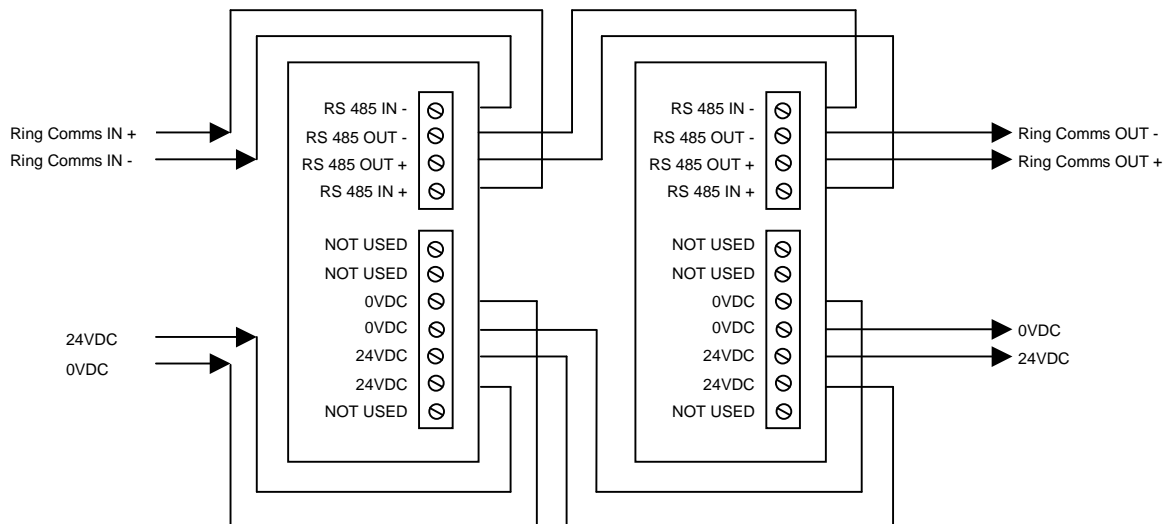 Ring Comms IN +
Ring Comms IN -
24VDC
0VDC
RS 485 IN -
RS 485 OUT -
RS 485 OUT +
RS 485 IN +
NOT USED
NOT USED
0VDC
0VDC
24VDC
24VDC
NOT USED
RS 485 IN -
RS 485 OUT -
RS 485 OUT +
RS 485 IN +
NOT USED
NOT USED
0VDC
0VDC
24VDC
24VDC
NOT USED
Ring Comms OUT -
Ring Comms OUT +
0VDC
24VDC